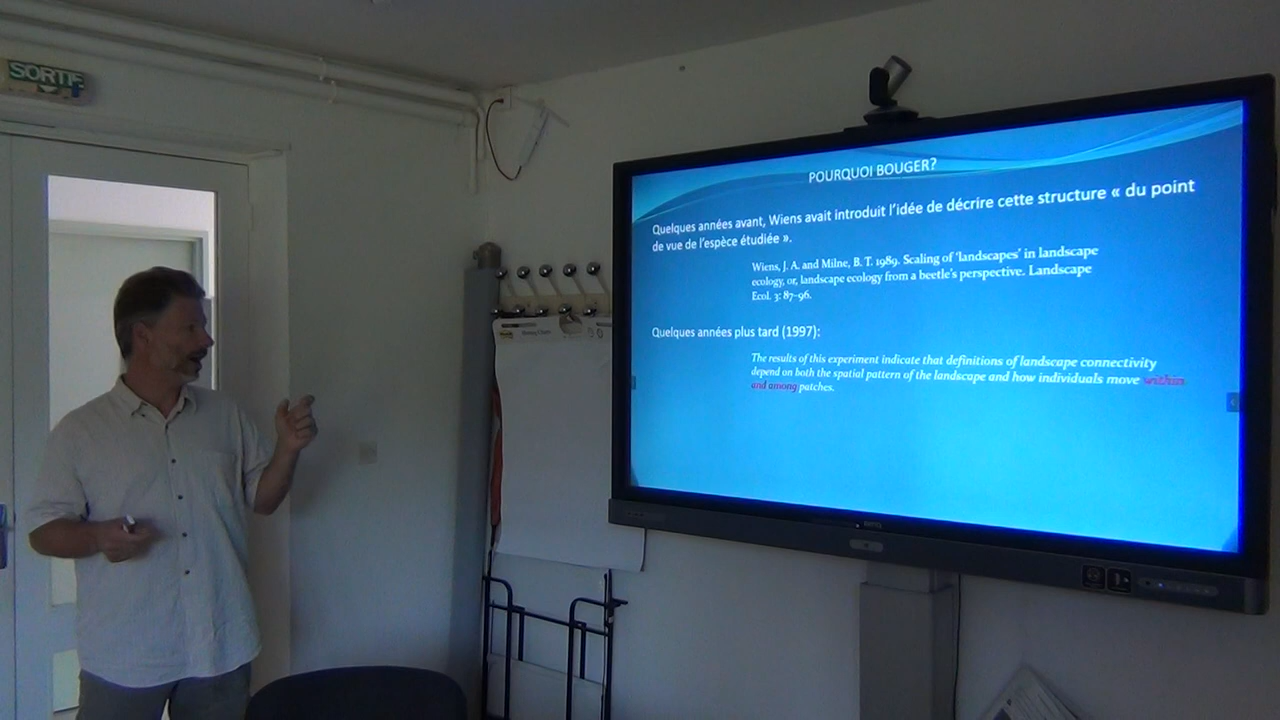 SORTIE
POURQUOI BOUGER?
Quelques années avant, Wiens avait introduit l'idée de décrire cette structure « du point
de vue de l'espèce étudiée ».
Wiens, J. A. and Milne, B. T. 1989. Scaling of 'landscapes' in landscape
ecology, or, landscape ecology from a beetle's perspective. Landscape
Ecol. 3: 87-96.
Quelques années plus tard (1997):
The results of this experiment indicate that definitions of landscape connectivity
depend on both the spatial pattern of the landscape and how individuals move within
and among patches.
BENQ